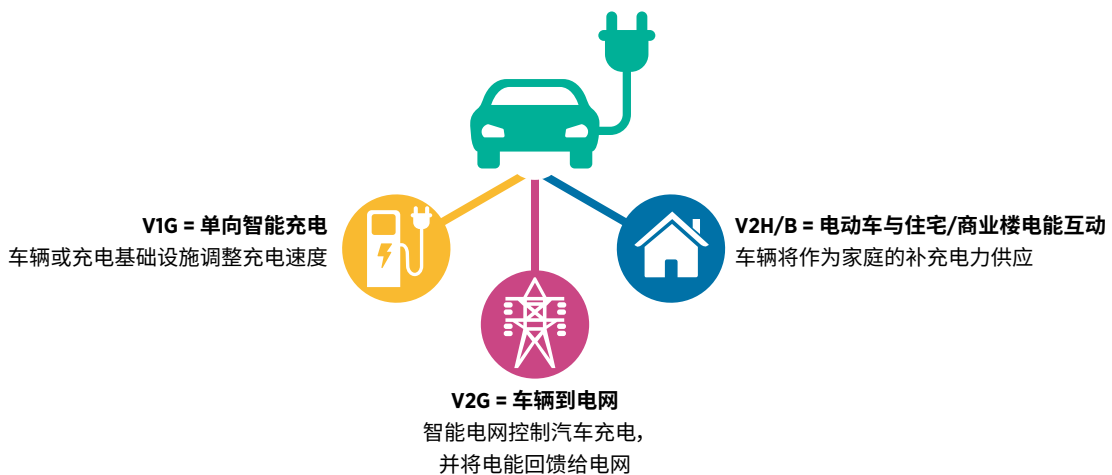 V1G = 单向智能充电
车辆或充电基础设施调整充电速度
V2H/B = 电动车与住宅/商业楼电能互动
车辆将作为家庭的补充电力供应
V2G = 车辆到电网
智能电网控制汽车充电，
并将电能回馈给电网